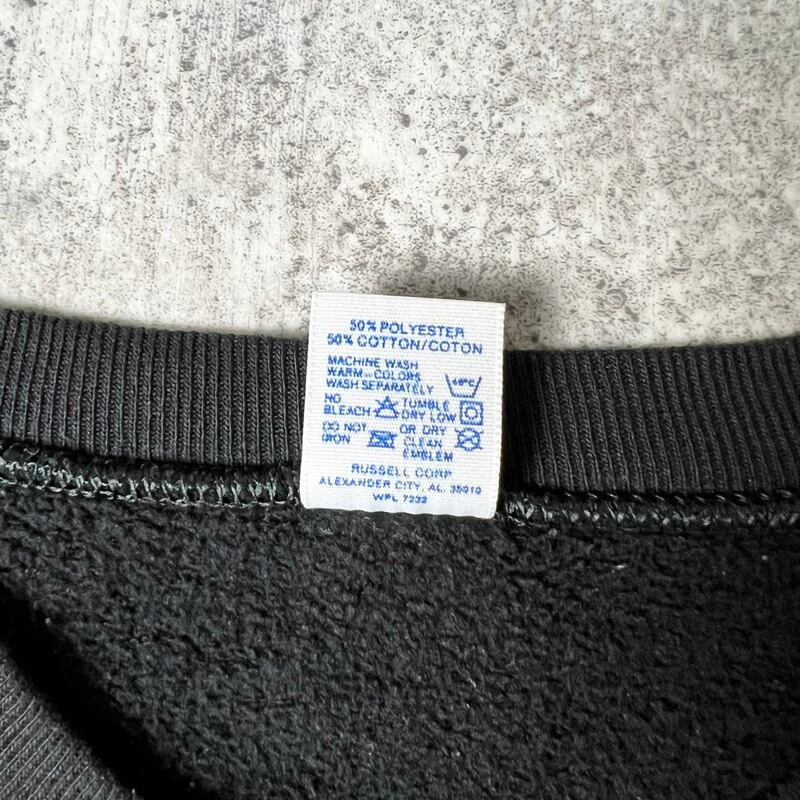 50% POLYESTER
50% COTTON/COTON
MACHINE WASH
WARM-COLORS
WASH SEPARATELY 40°C
NO TUMBLE
BLEACH DRY LOW
DO NOT OR DRY
IRON CLEAN
EMBLEM
RUSSELL CORP
ALEXANDER CITY, AL. 35010
WPL 7232